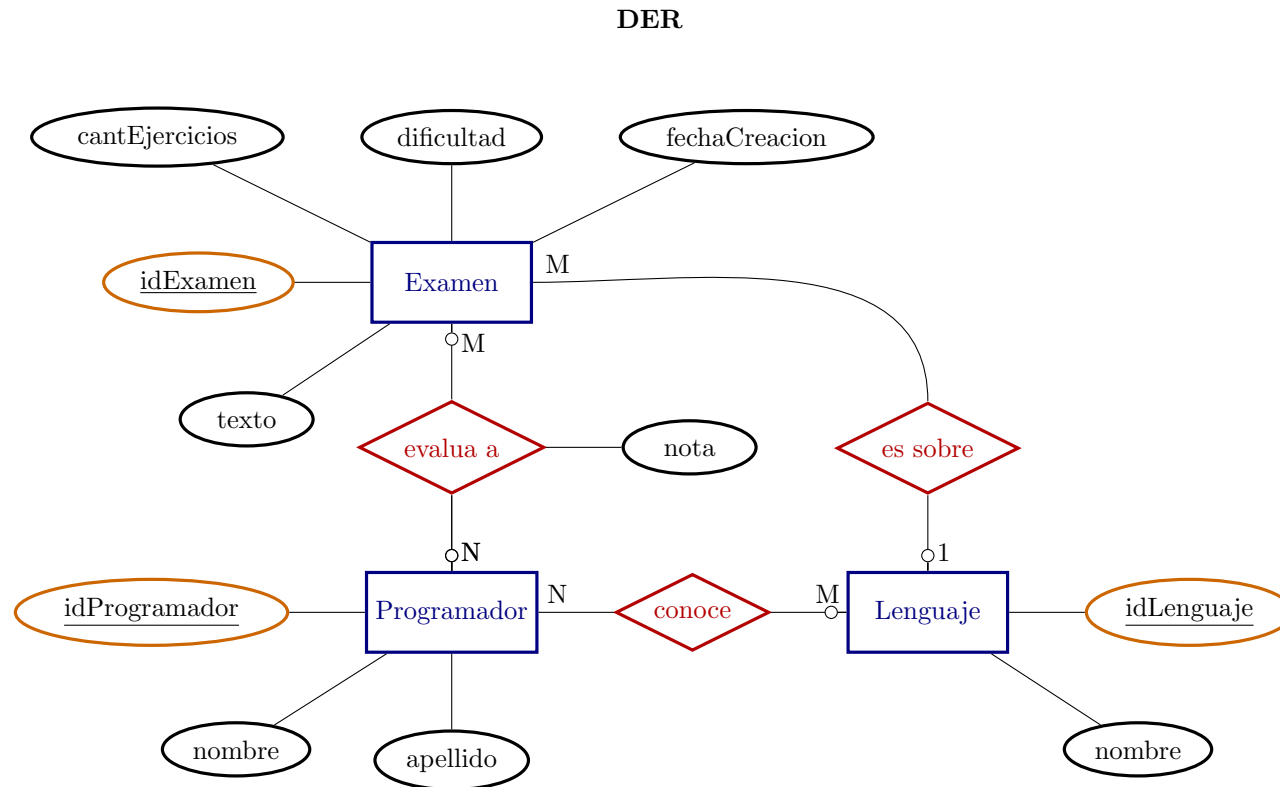 DER
cantEjercicios
dificultad
fechaCreacion
idExamen
Examen
M
M
texto
evalua a
nota
es sobre
N
1
idProgramador
Programador
N
conoce
M
Lenguaje
idLenguaje
nombre
apellido
nombre